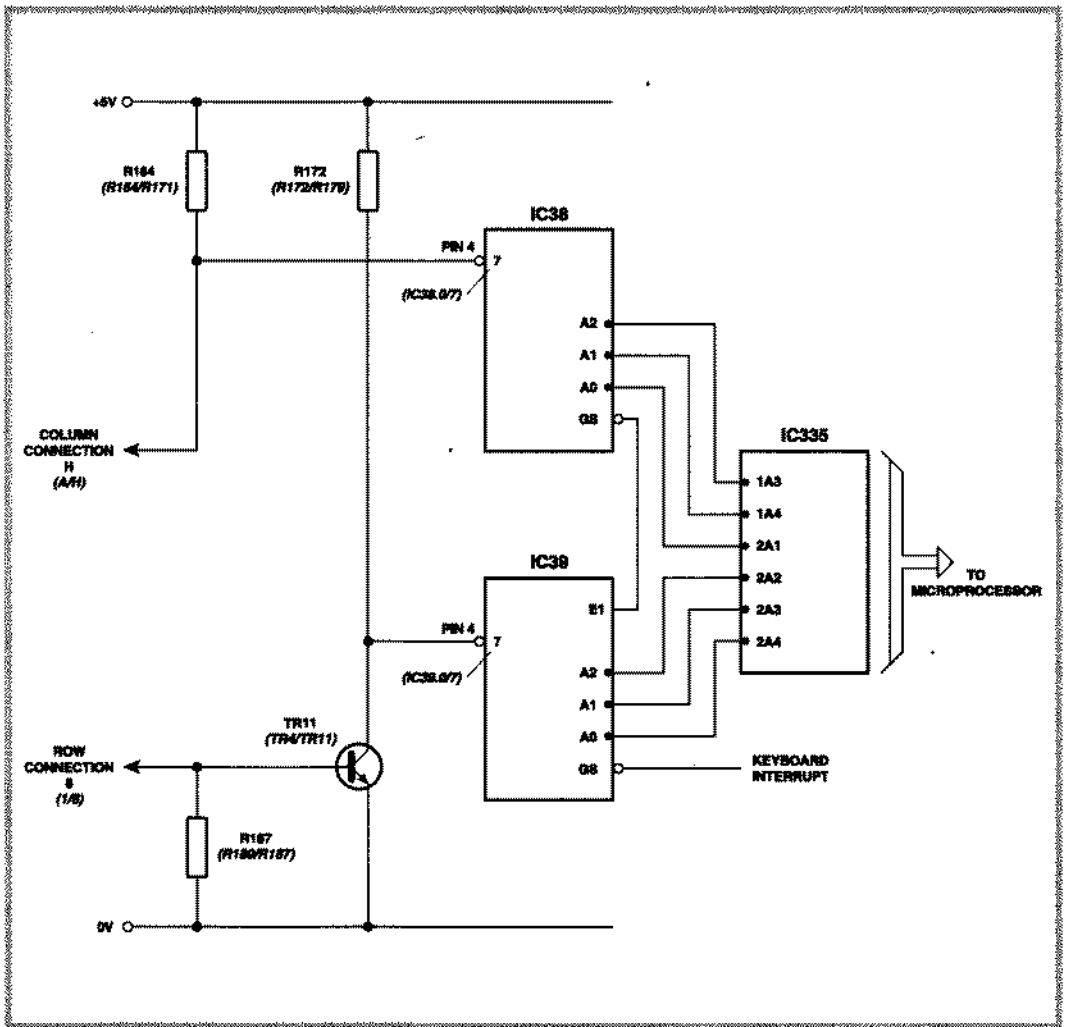 +5V
R164
(R164/R171)
R172
(R172/R179)
IC38
PIN 4
7
(IC38.0/7)
A2
A1
A0
GS
COLUMN
CONNECTION
H
(A/H)
IC335
1A3
1A4
2A1
2A2
2A3
2A4
TO
MICROPROCESSOR
IC39
E1
PIN 4
7
(IC39.0/7)
A2
A1
A0
GS
KEYBOARD
INTERRUPT
TR11
(TR4/TR11)
ROW
CONNECTION
8
(1/8)
R187
(R180/R187)
0V